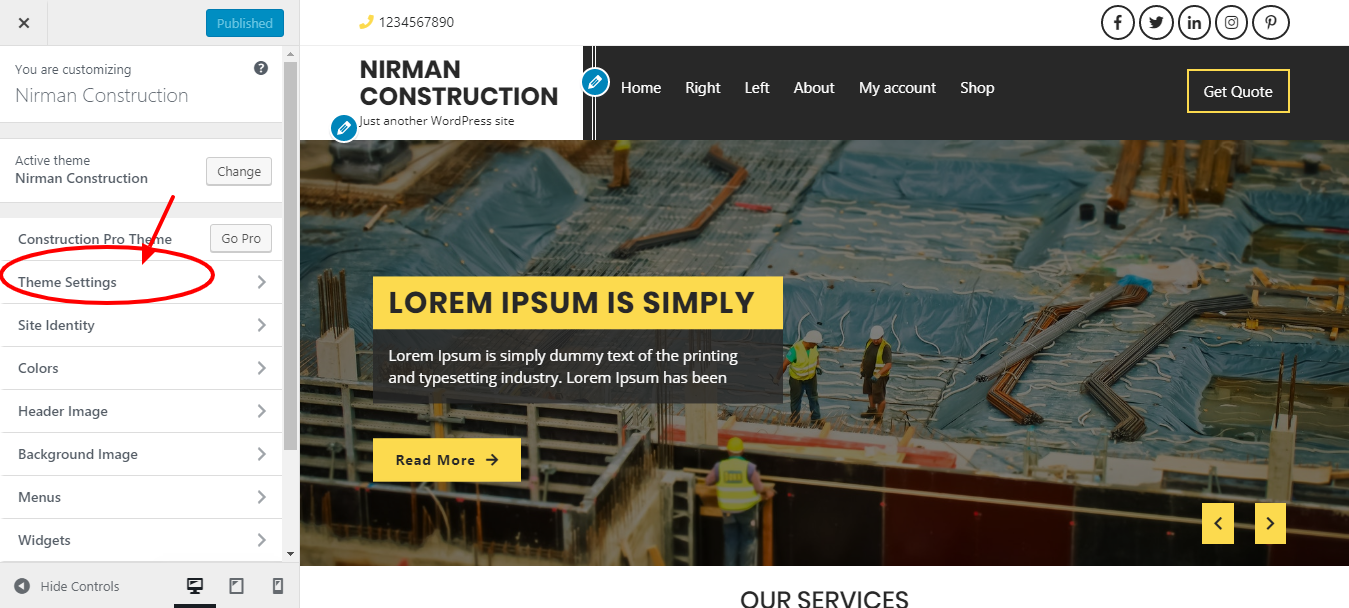 Published
You are customizing
Nirman Construction
Active theme
Nirman Construction
Change
Construction Pro Theme
Go Pro
Theme Settings
Site Identity
Colors
Header Image
Background Image
Menus
Widgets
Hide Controls
1234567890
NIRMAN
CONSTRUCTION
Just another WordPress site
Home Right Left About My account Shop
Get Quote
LOREM IPSUM IS SIMPLY
Lorem Ipsum is simply dummy text of the printing
and typesetting industry. Lorem Ipsum has been
Read More
OUR SERVICES